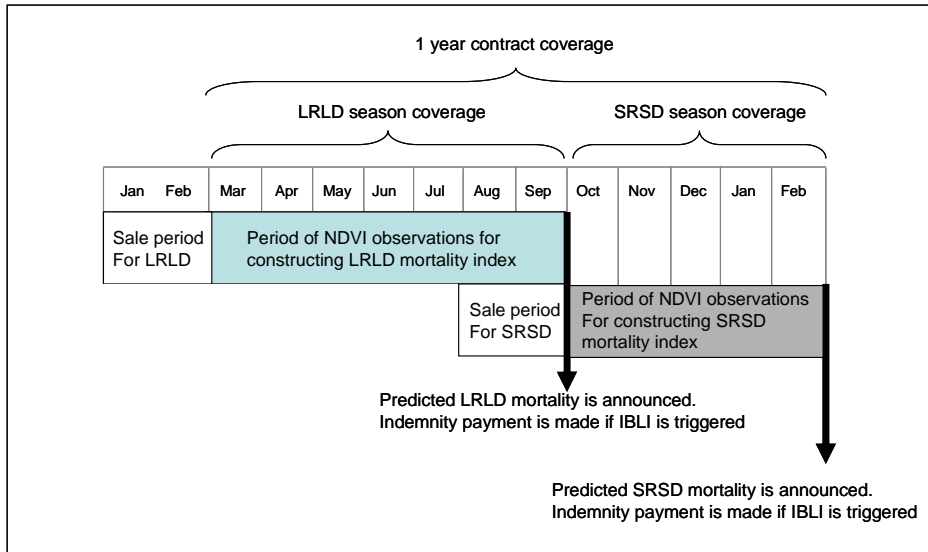 1 year contract coverage
LRLD season coverage SRSD season coverage
Jan Feb Mar Apr May Jun Jul Aug Sep Oct Nov Dec Jan Feb
Sale period
For LRLD
Period of NDVI observations for
constructing LRLD mortality index
Sale period
For SRSD
Period of NDVI observations
For constructing SRSD
mortality index
Predicted LRLD mortality is announced.
Indemnity payment is made if IBLI is triggered
Predicted SRSD mortality is announced.
Indemnity payment is made if IBLI is triggered